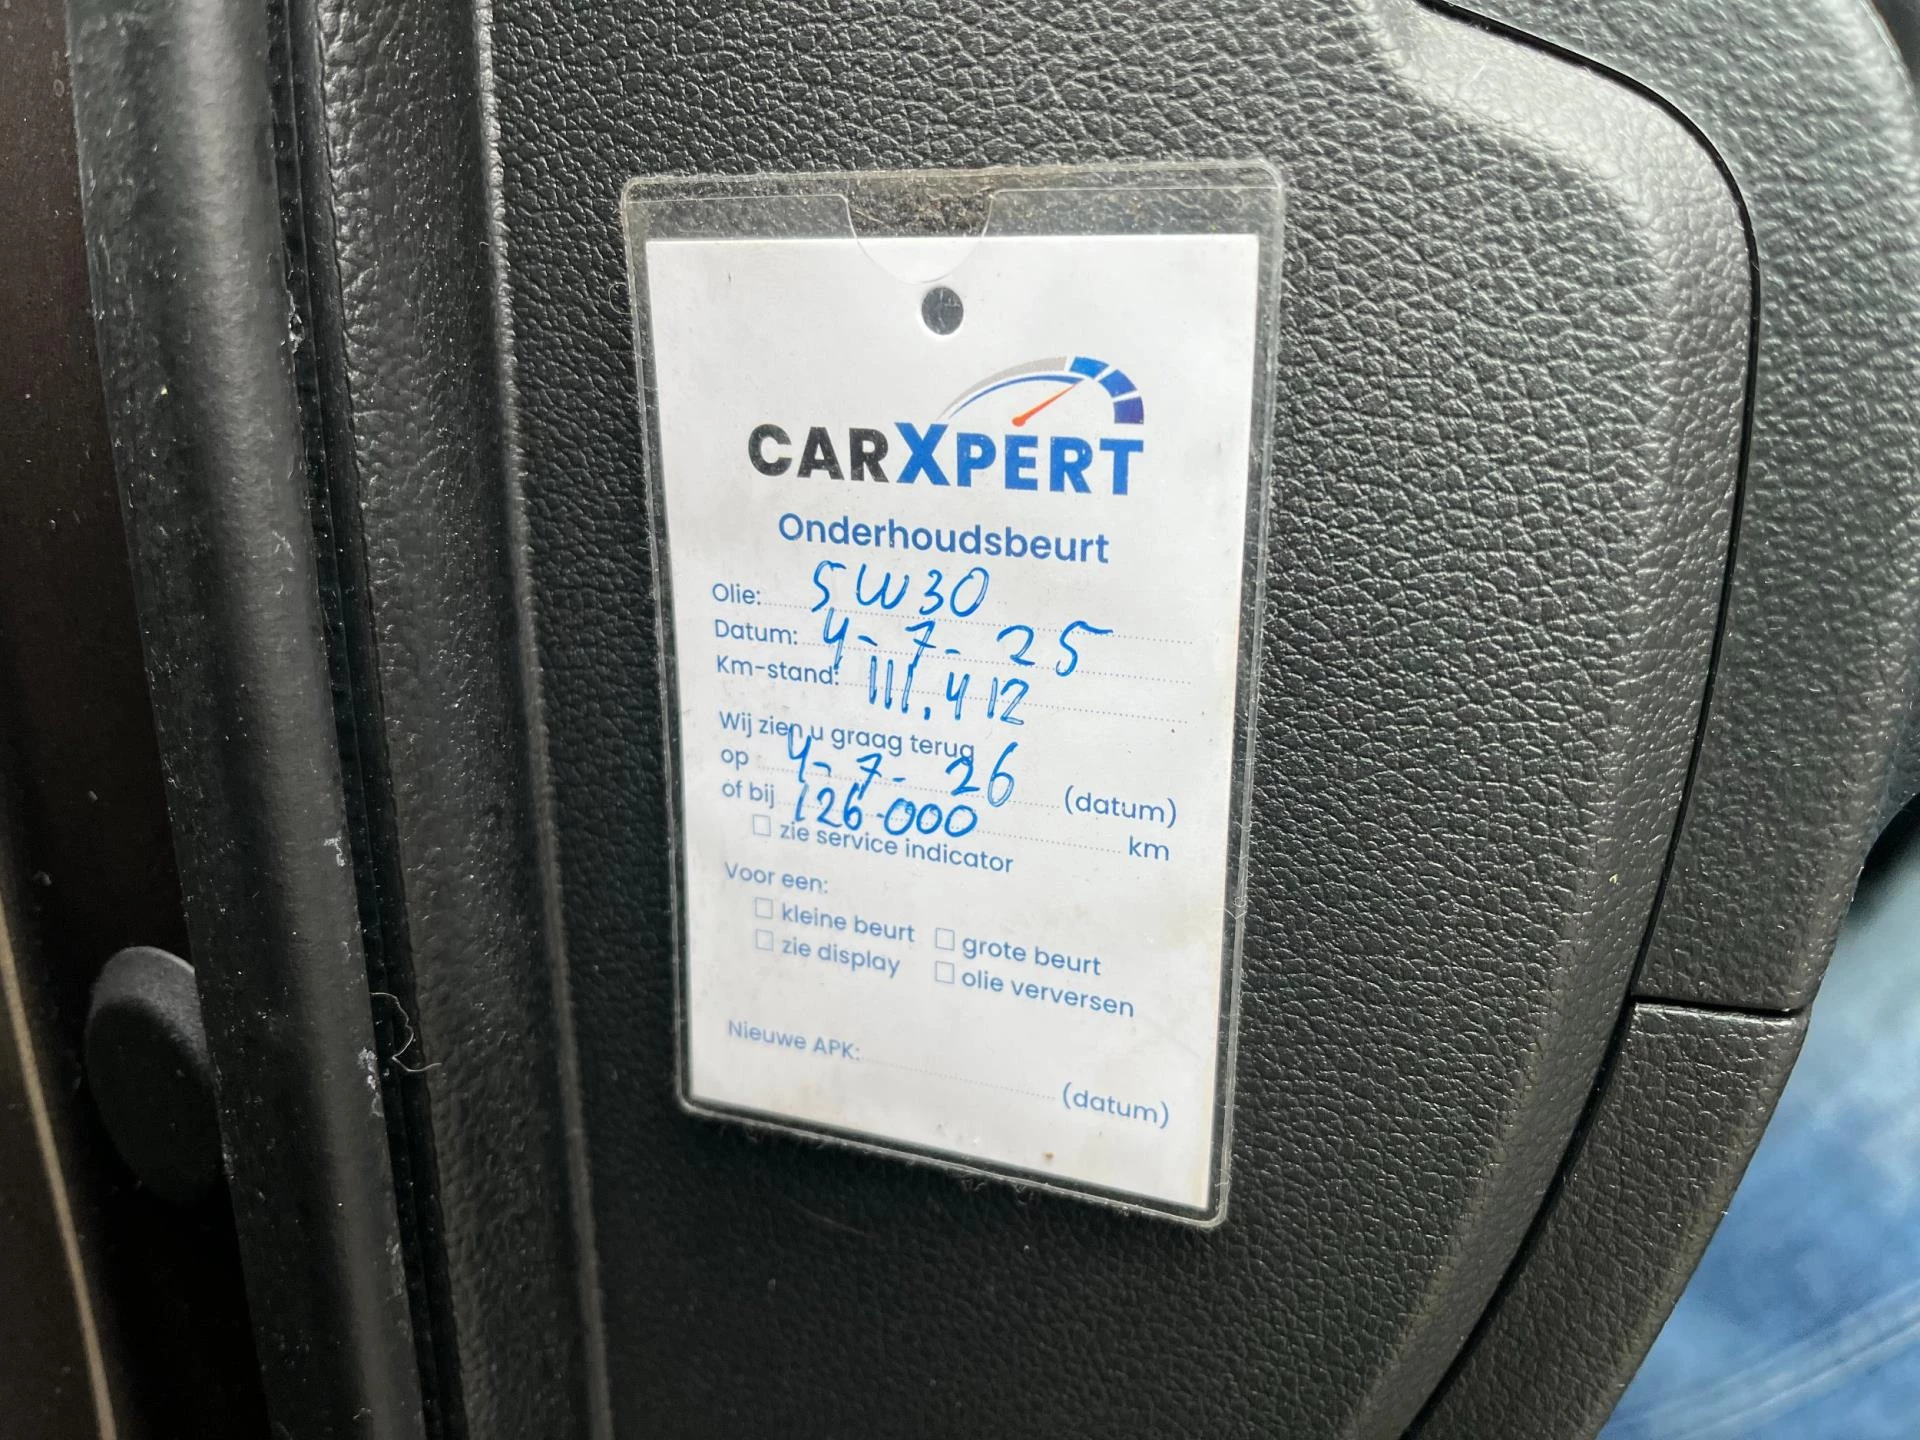 CARXPERT
Onderhoudsbeurt
Olie: 5W30
Datum: 4-7-25
Km-stand: 111.412
Wij zien u graag terug
op 4-7-26 (datum)
of bij 126.000 km
zie service indicator
Voor een:
kleine beurt grote beurt
zie display olie verversen
Nieuwe APK: (datum)